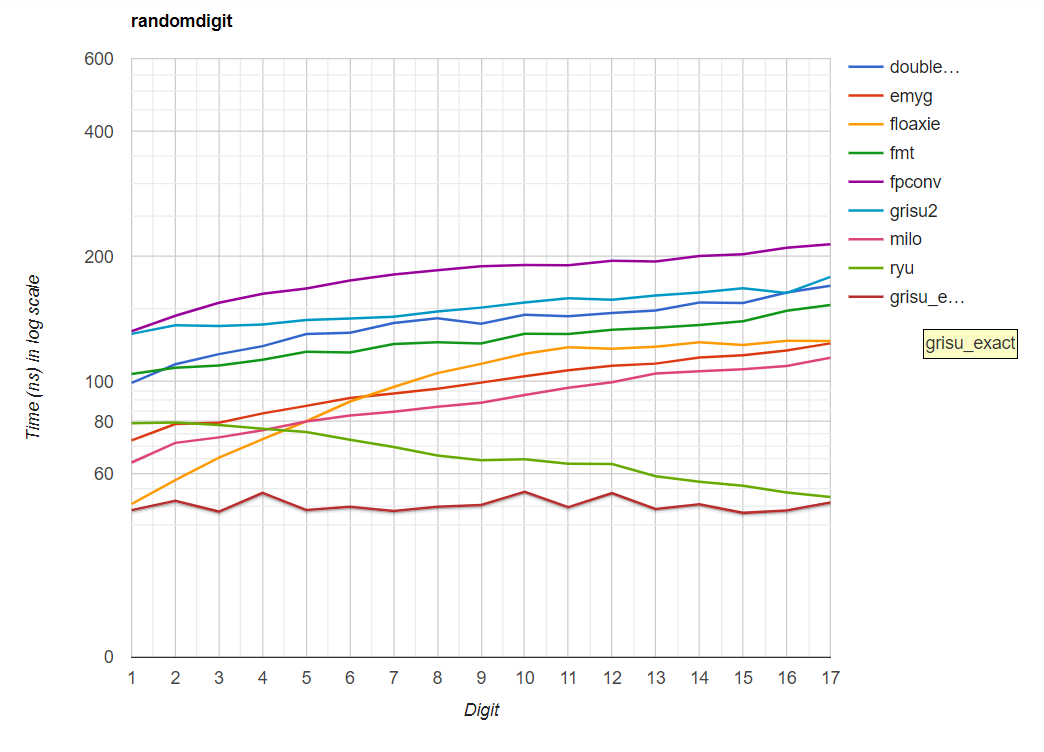 randomdigit
600
400
200
100
80
60
0
Time (ns) in log scale
1 2 3 4 5 6 7 8 9 10 11 12 13 14 15 16 17
Digit
double…
emyg
floaxie
fmt
fpconv
grisu2
milo
ryu
grisu_e…
grisu_exact